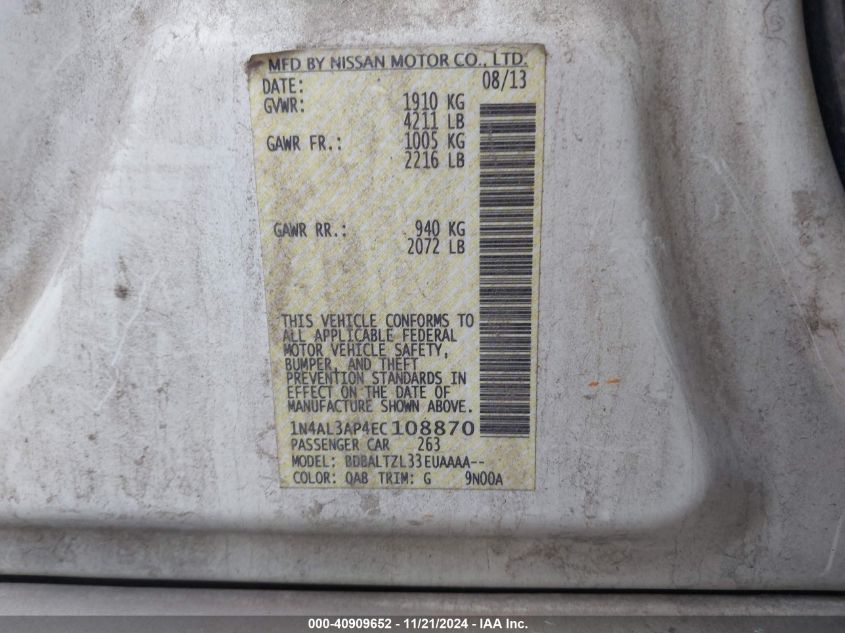 MFD BY NISSAN MOTOR CO., LTD.
DATE: 08/13
GVWR: 1910 KG
4211 LB
GAWR FR.: 1005 KG
2216 LB
GAWR RR.: 940 KG
2072 LB
THIS VEHICLE CONFORMS TO
ALL APPLICABLE FEDERAL
MOTOR VEHICLE SAFETY,
BUMPER, AND THEFT
PREVENTION STANDARDS IN
EFFECT ON THE DATE OF
MANUFACTURE SHOWN ABOVE.
1N4AL3AP4EC108870
PASSENGER CAR 263
MODEL: BDBALTZL33EUAAAA--
COLOR: QAB TRIM: G 9N00A
000-40909652 - 11/21/2024 - IAA Inc.